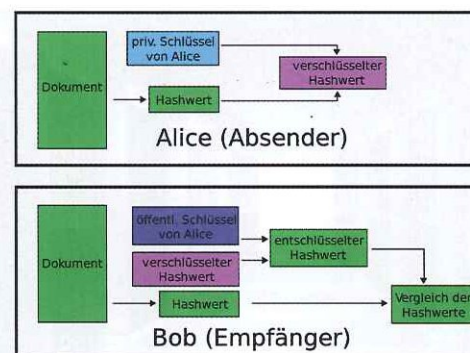 priv. Schlüssel
von Alice
verschlüsselter
Hashwert
Dokument
Hashwert
Alice (Absender)
öffentl. Schlüssel
von Alice
entschlüsselter
Hashwert
Dokument
verschlüsselter
Hashwert
Hashwert
Vergleich der
Hashwerte
Bob (Empfänger)